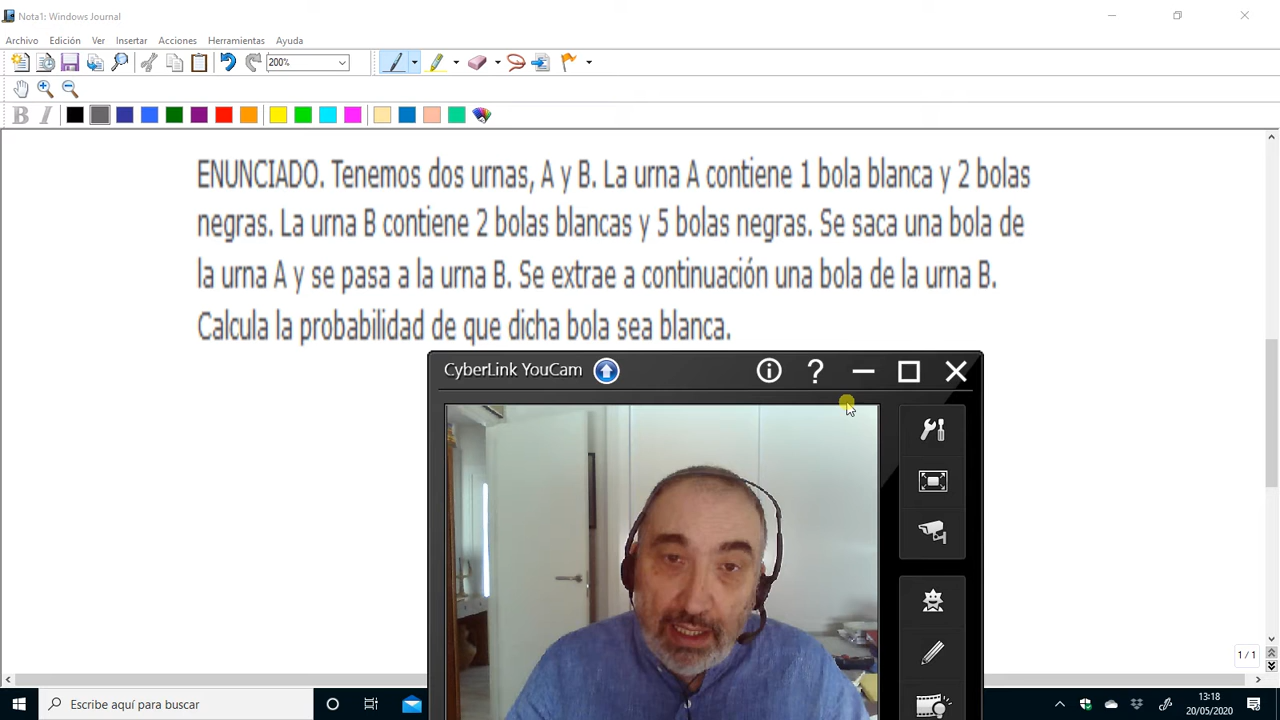 Nota1: Windows Journal
Archivo Edición Ver Insertar Acciones Herramientas Ayuda
200%
B I
ENUNCIADO. Tenemos dos urnas, A y B. La urna A contiene 1 bola blanca y 2 bolas
negras. La urna B contiene 2 bolas blancas y 5 bolas negras. Se saca una bola de
la urna A y se pasa a la urna B. Se extrae a continuación una bola de la urna B.
Calcula la probabilidad de que dicha bola sea blanca.
CyberLink YouCam
1 / 1
Escribe aquí para buscar
13:18
20/05/2020